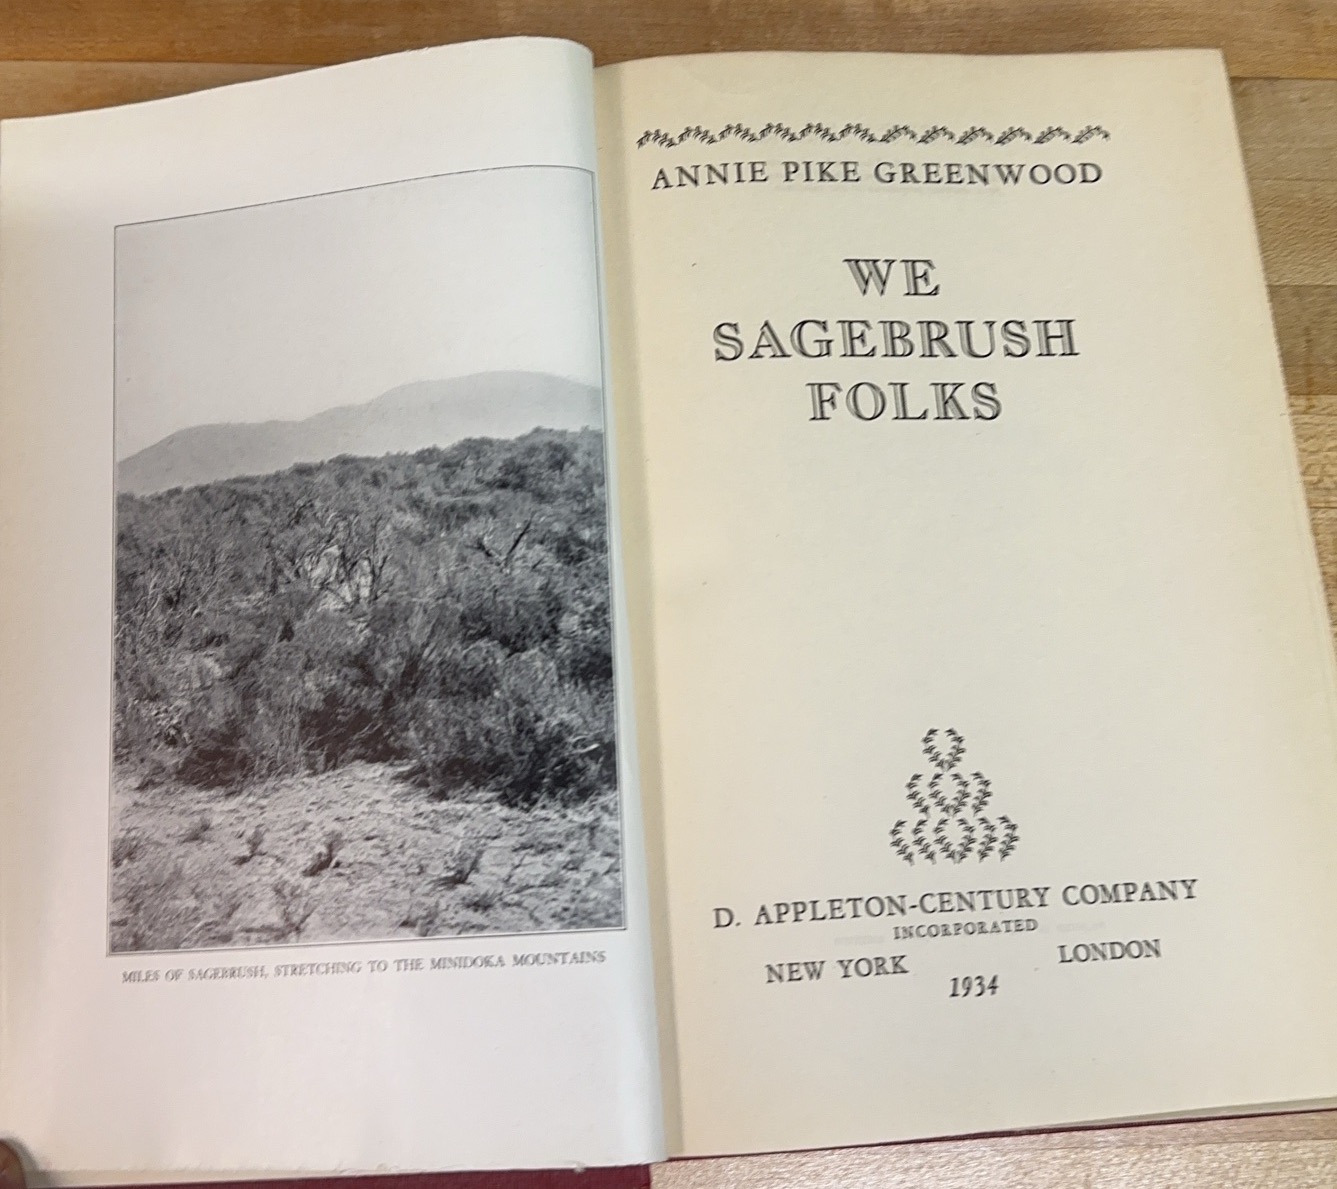 MILES OF SAGEBRUSH, STRETCHING TO THE MINIDOKA MOUNTAINS
ANNIE PIKE GREENWOOD
WE
SAGEBRUSH
FOLKS
D. APPLETON-CENTURY COMPANY
INCORPORATED
NEW YORK LONDON
1934